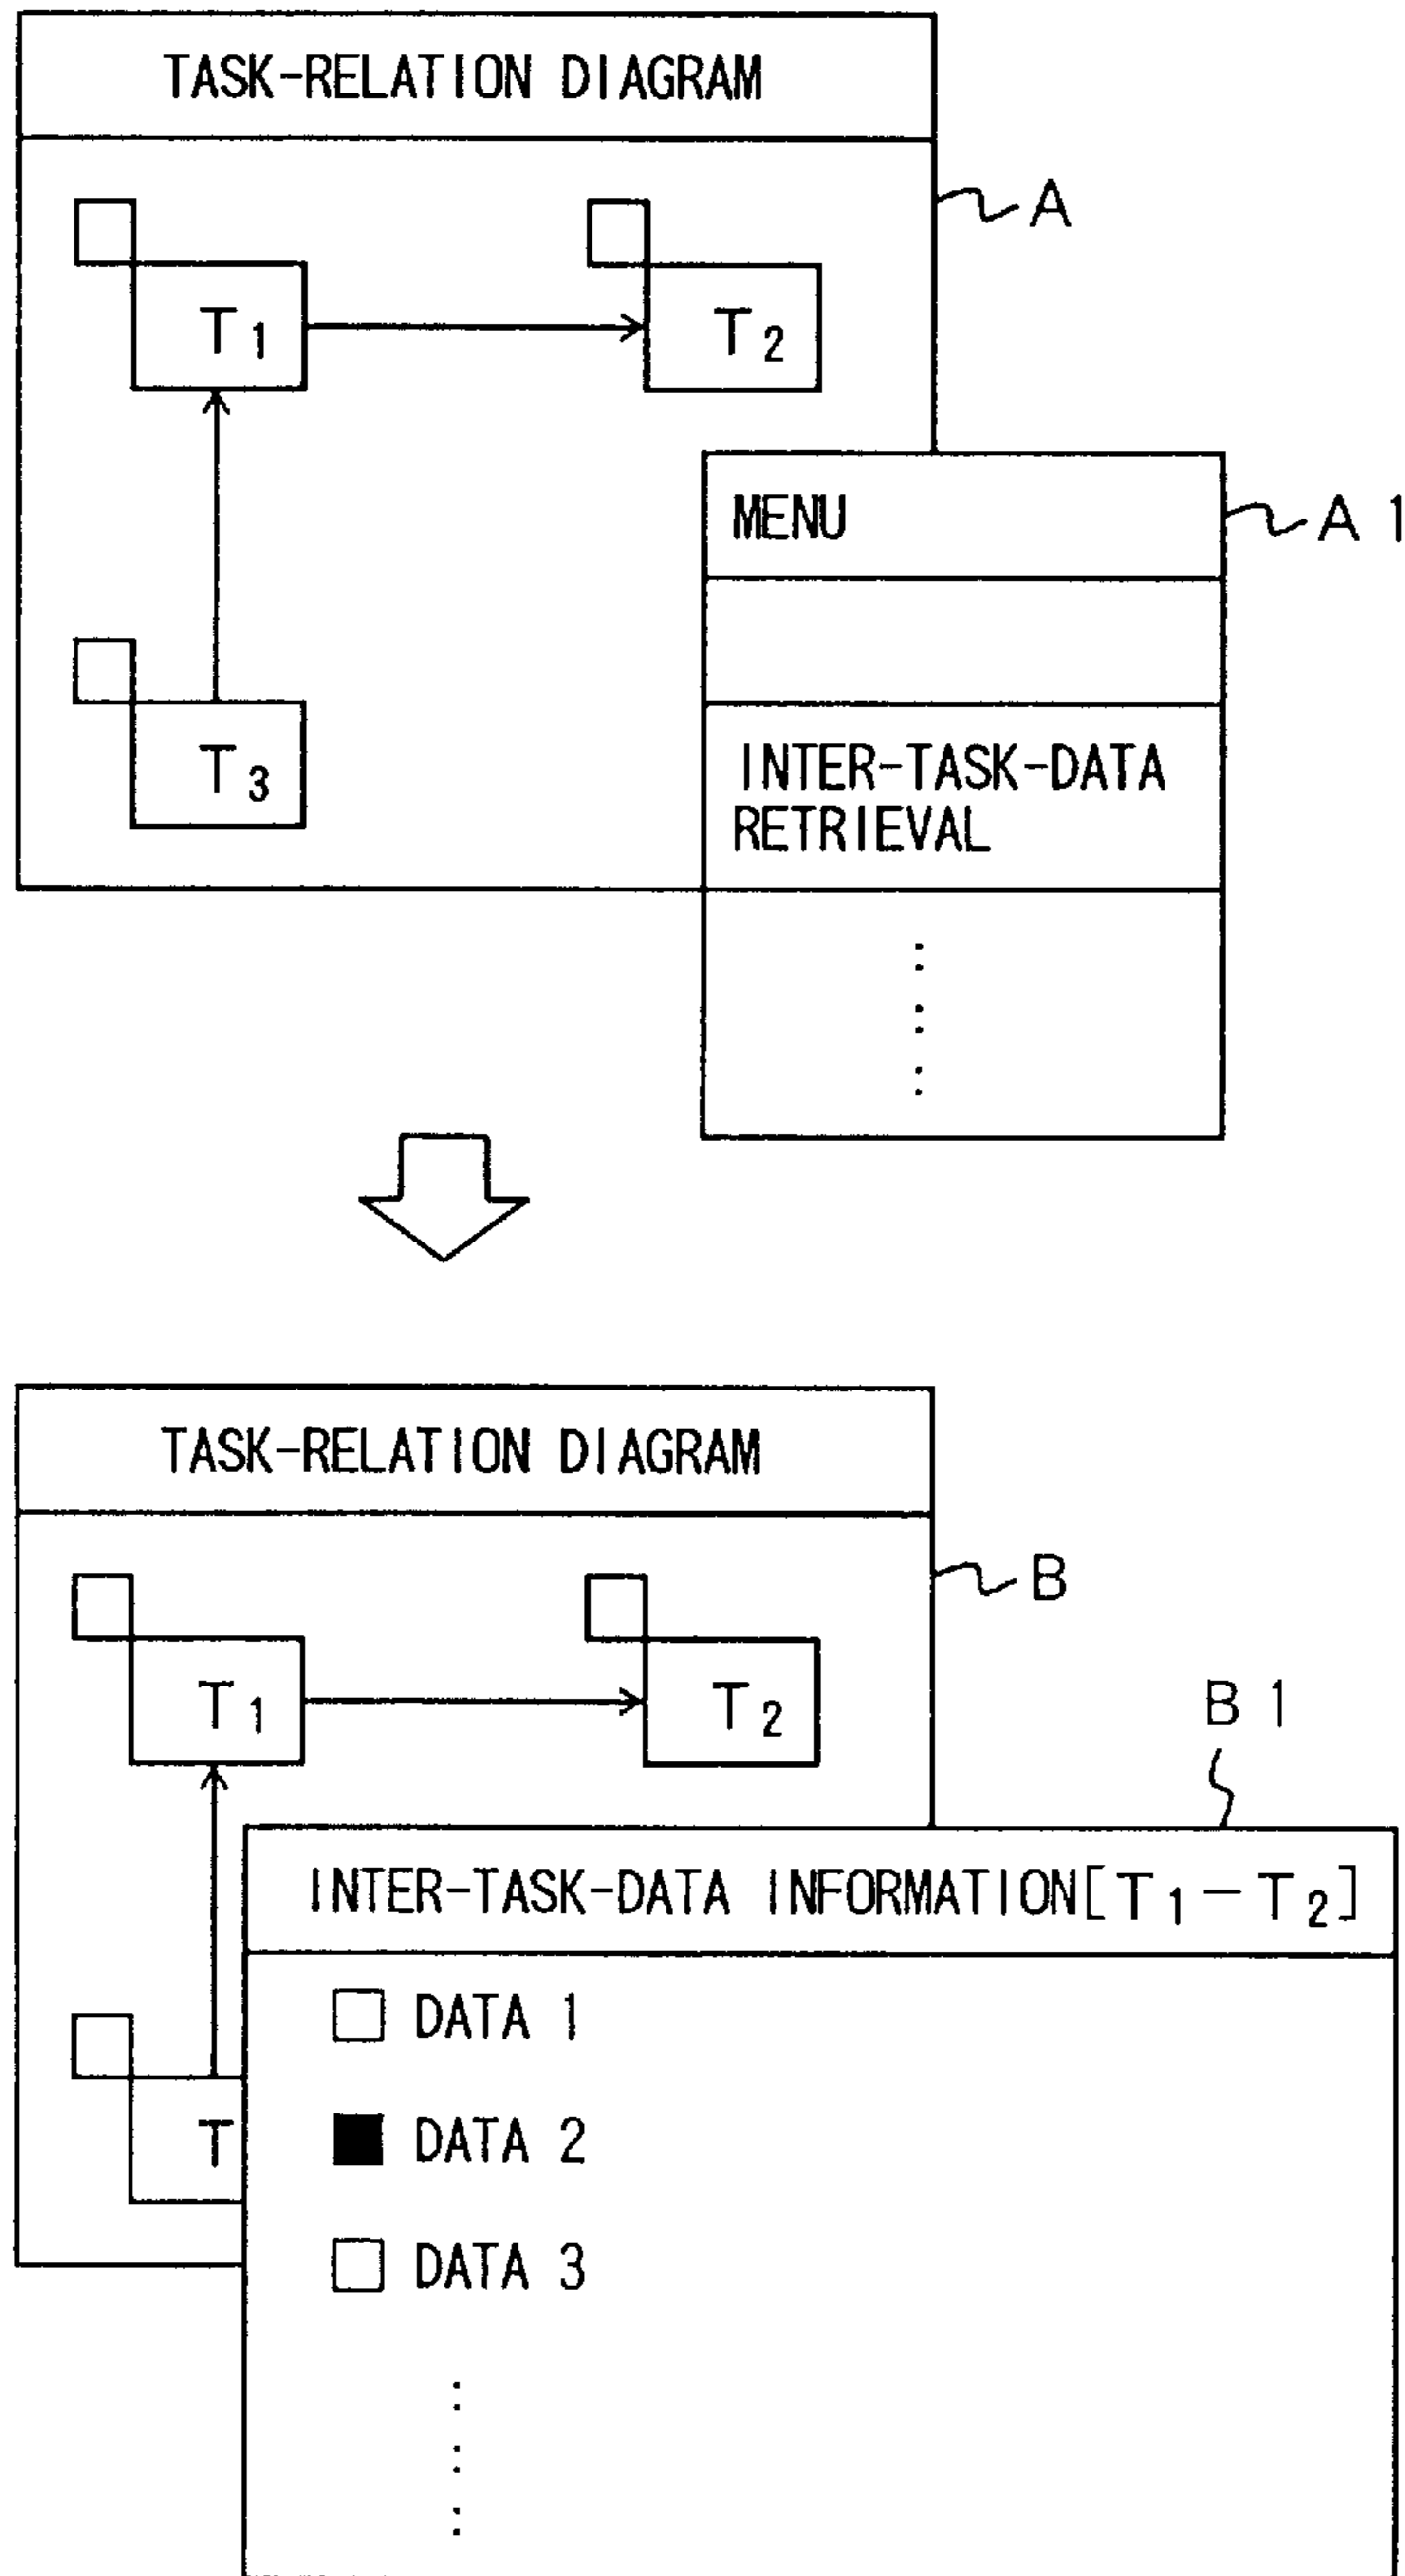 TASK-RELATION DIAGRAM
A
T1
T2
MENU
A1
INTER-TASK-DATA
RETRIEVAL
T3
TASK-RELATION DIAGRAM
B
T1
T2
B1
INTER-TASK-DATA INFORMATION[T1-T2]
DATA 1
T
DATA 2
DATA 3